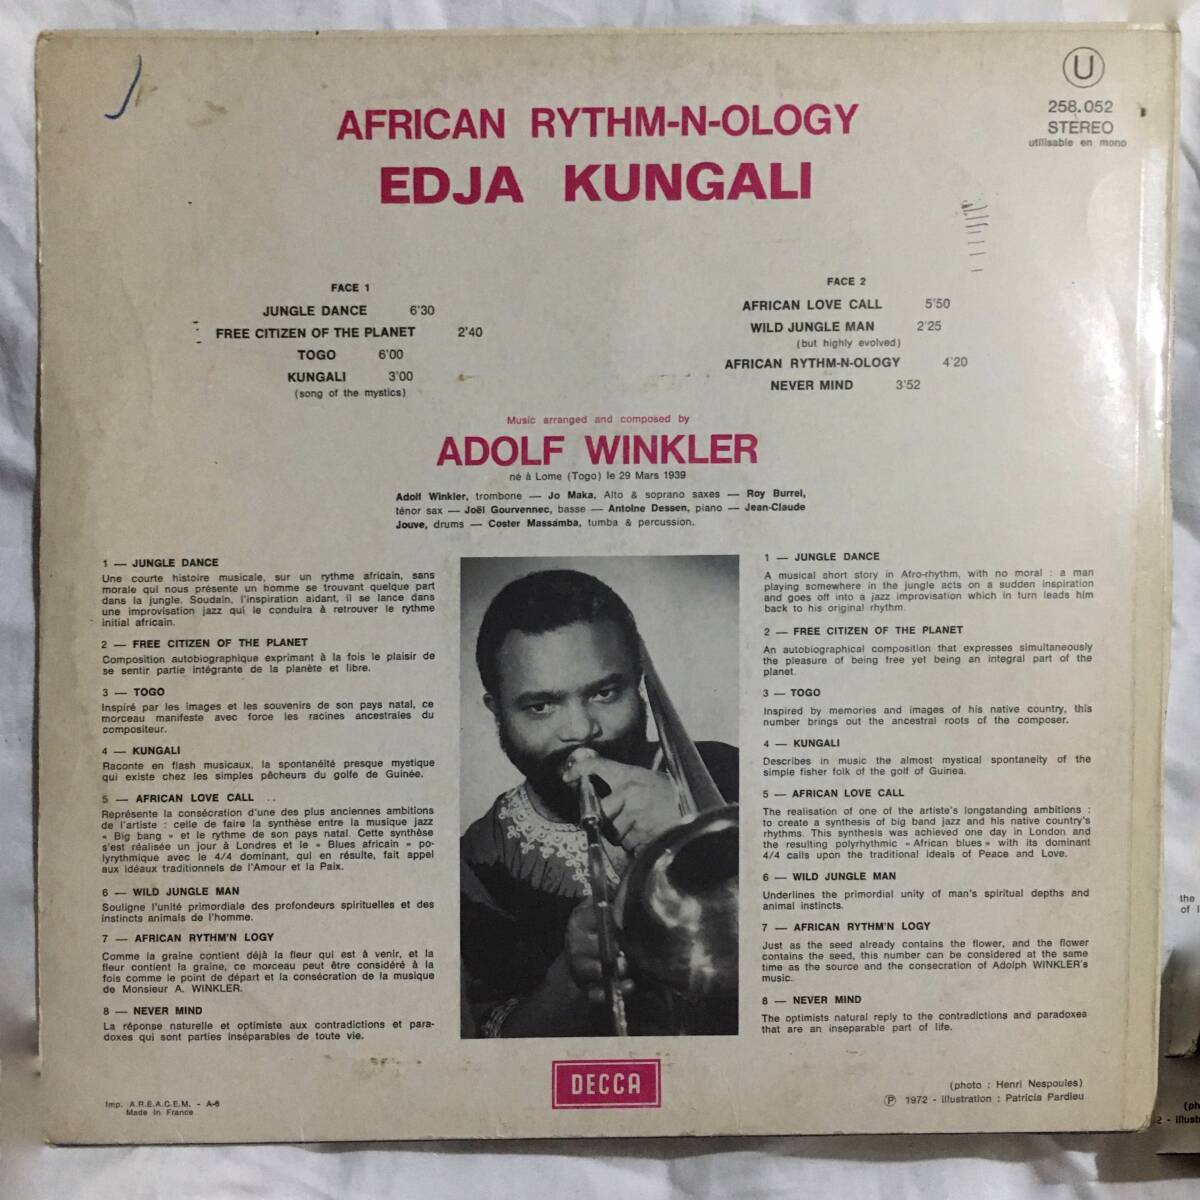 U
258.052
STEREO
utilisable en mono
AFRICAN RYTHM-N-OLOGY
EDJA KUNGALI
FACE 1
JUNGLE DANCE 6'30
FREE CITIZEN OF THE PLANET 2'40
TOGO 6'00
KUNGALI 3'00
(song of the mystics)
FACE 2
AFRICAN LOVE CALL 5'50
WILD JUNGLE MAN 2'25
(but highly evolved)
AFRICAN RYTHM-N-OLOGY 4'20
NEVER MIND 3'52
Music arranged and composed by
ADOLF WINKLER
né à Lome (Togo) le 29 Mars 1939
Adolf Winkler, trombone — Jo Maka, Alto & soprano saxes — Roy Burrel,
ténor sax — Joël Gourvennec, basse — Antoine Dessen, piano — Jean-Claude
Jouve, drums — Coster Massamba, tumba & percussion.
1 — JUNGLE DANCE
Une courte histoire musicale, sur un rythme africain, sans
morale qui nous présente un homme se trouvant quelque part
dans la jungle. Soudain, l'inspiration aidant, il se lance dans
une improvisation jazz qui le conduira à retrouver le rythme
initial africain.
2 — FREE CITIZEN OF THE PLANET
Composition autobiographique exprimant à la fois le plaisir de
se sentir partie intégrante de la planète et libre.
3 — TOGO
Inspiré par les images et les souvenirs de son pays natal, ce
morceau manifeste avec force les racines ancestrales du
compositeur.
4 — KUNGALI
Raconte en flash musicaux, la spontanéité presque mystique
qui existe chez les simples pêcheurs du golfe de Guinée.
5 — AFRICAN LOVE CALL
Représente la consécration d'une des plus anciennes ambitions
de l'artiste : celle de faire la synthèse entre la musique jazz
« Big bang » et le rythme de son pays natal. Cette synthèse
s'est réalisée un jour à Londres et le « Blues africain » po-
lyrythmique avec le 4/4 dominant, qui en résulte, fait appel
aux idéaux traditionnels de l'Amour et la Paix.
6 — WILD JUNGLE MAN
Souligne l'unité primordiale des profondeurs spirituelles et des
instincts animals de l'homme.
7 — AFRICAN RYTHM'N LOGY
Comme la graine contient déjà la fleur qui est à venir, et la
fleur contient la graine, ce morceau peut être considéré à la
fois comme le point de départ et la consécration de la musique
de Monsieur A. WINKLER.
8 — NEVER MIND
La réponse naturelle et optimiste aux contradictions et para-
doxes qui sont parties inséparables de toute vie.
1 — JUNGLE DANCE
A musical short story in Afro-rhythm, with no moral : a man
playing somewhere in the jungle acts on a sudden inspiration
and goes off into a jazz improvisation which in turn leads him
back to his original rhythm.
2 — FREE CITIZEN OF THE PLANET
An autobiographical composition that expresses simultaneously
the pleasure of being free yet being an integral part of the
planet.
3 — TOGO
Inspired by memories and images of his native country, this
number brings out the ancestral roots of the composer.
4 — KUNGALI
Describes in music the almost mystical spontaneity of the
simple fisher folk of the golf of Guinea.
5 — AFRICAN LOVE CALL
The realisation of one of the artiste's longstanding ambitions :
to create a synthesis of big band jazz and his native country's
rhythms. This synthesis was achieved one day in London and
the resulting polyrhythmic « African blues » with its dominant
4/4 calls upon the traditional ideals of Peace and Love.
6 — WILD JUNGLE MAN
Underlines the primordial unity of man's spiritual depths and
animal instincts.
7 — AFRICAN RYTHM'N LOGY
Just as the seed already contains the flower, and the flower
contains the seed, this number can be considered at the same
time as the source and the consecration of Adolph WINKLER's
music.
8 — NEVER MIND
The optimists natural reply to the contradictions and paradoxes
that are an inseparable part of life.
Imp. A.R.E.A.C.E.M. - A-6
Made in France
DECCA
(photo : Henri Nespoules)
Ⓟ 1972 - illustration : Patricia Pardieu
the
of